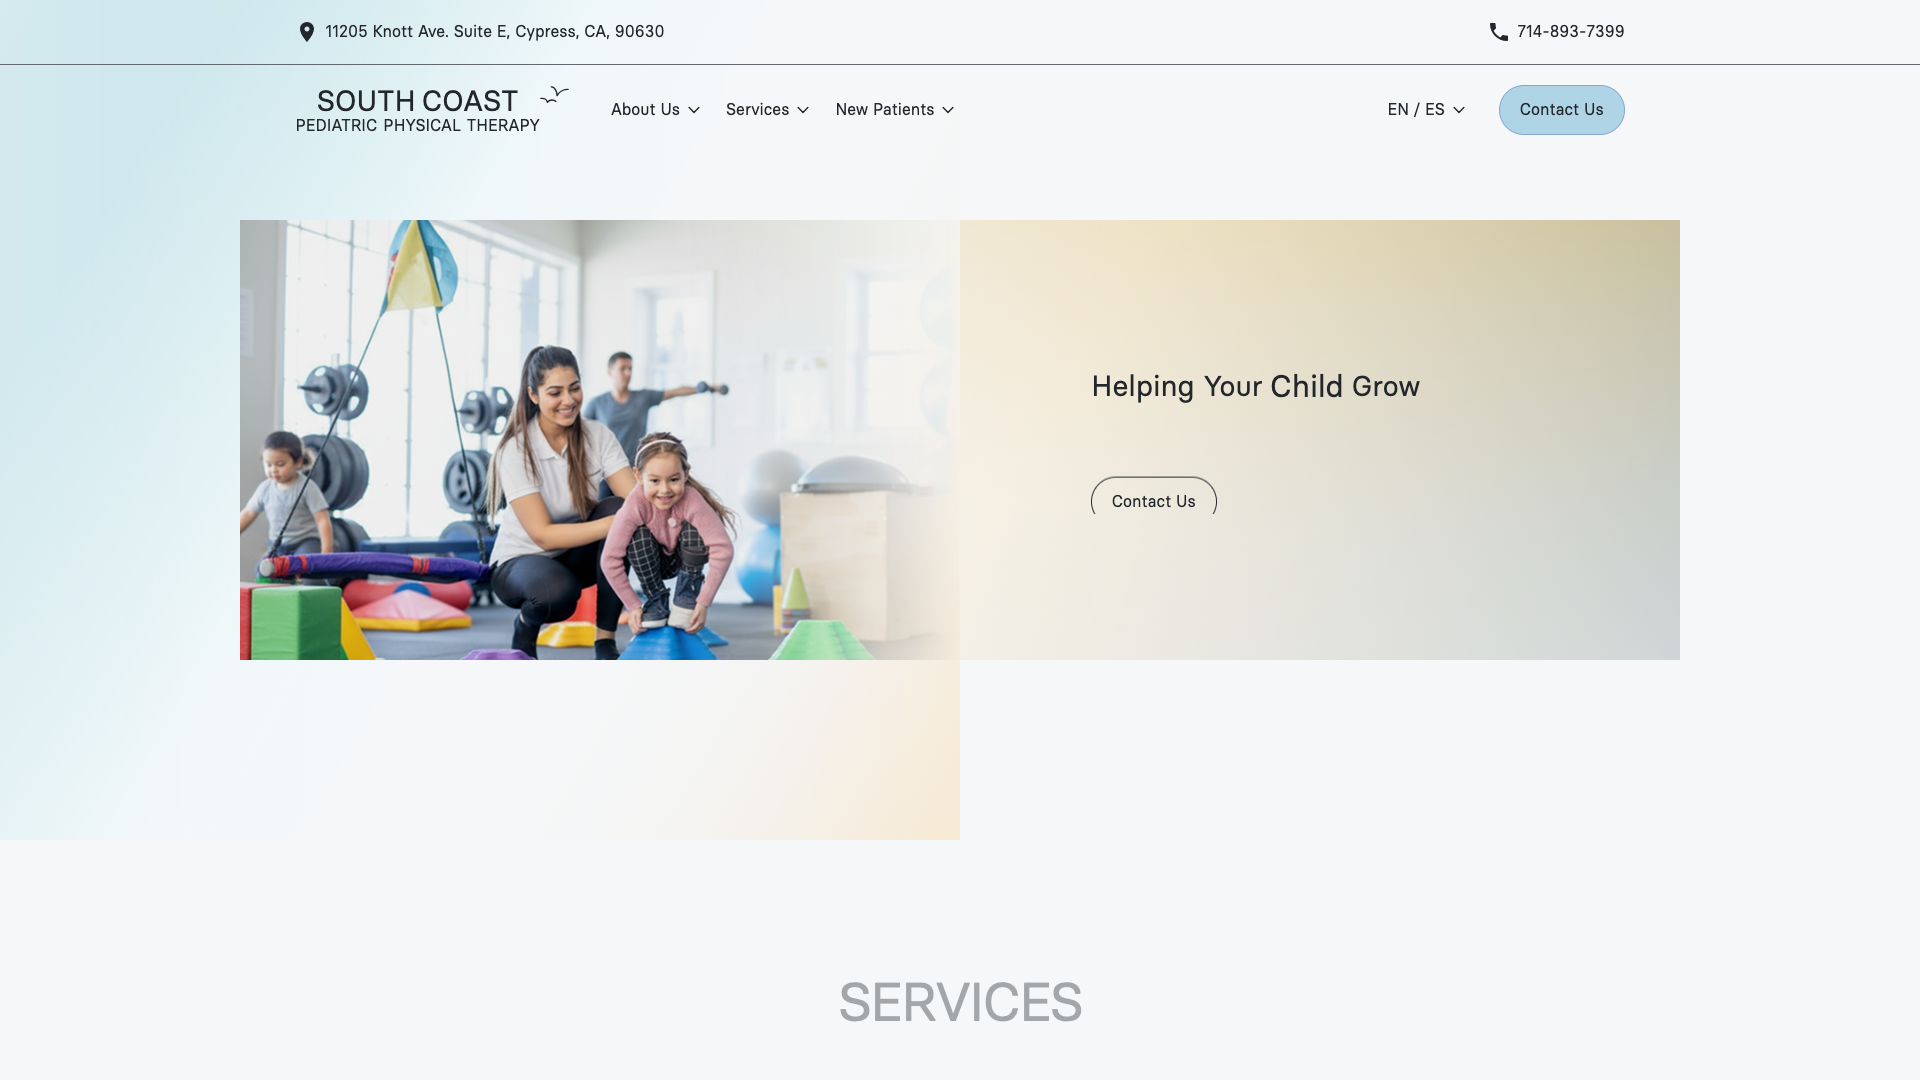 11205 Knott Ave. Suite E, Cypress, CA, 90630
714-893-7399
SOUTH COAST
PEDIATRIC PHYSICAL THERAPY
About Us
Services
New Patients
EN / ES
Contact Us
Helping Your Child Grow
Contact Us
SERVICES